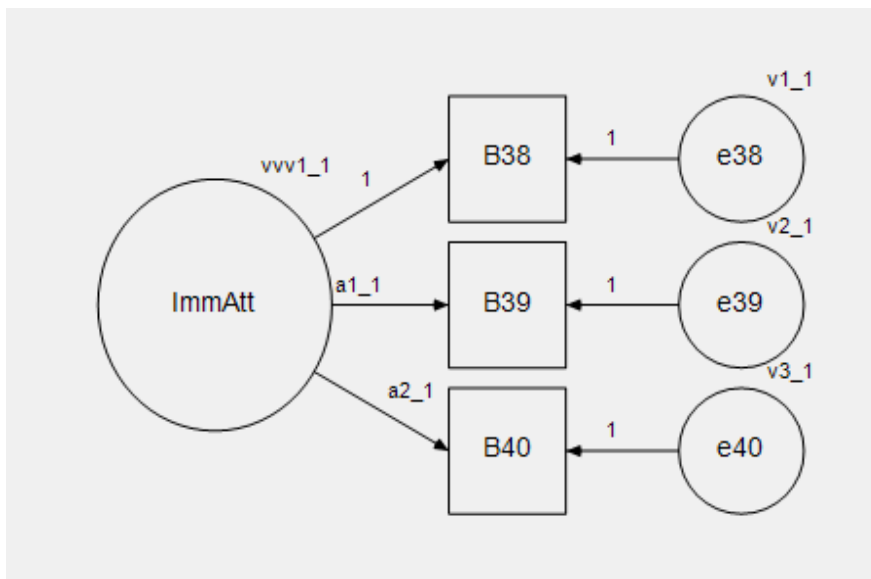 v1_1
vvv1_1
1
B38
1
e38
v2_1
ImmAtt
a1_1
B39
1
e39
v3_1
a2_1
B40
1
e40